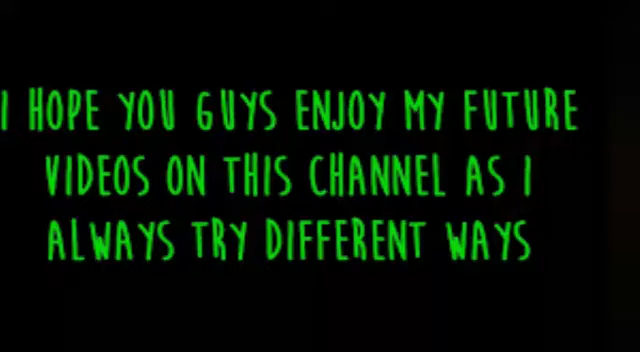 I HOPE YOU GUYS ENJOY MY FUTURE
VIDEOS ON THIS CHANNEL AS I
ALWAYS TRY DIFFERENT WAYS